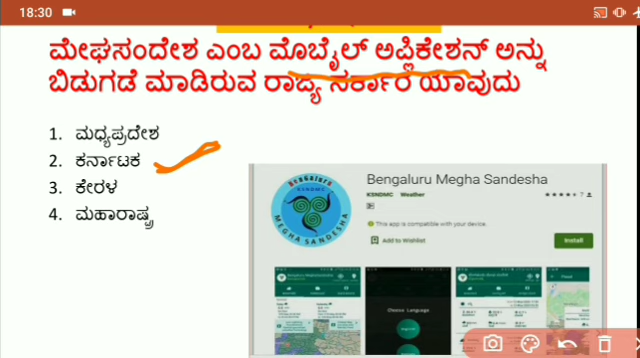 18:30
ಮೇಘಸಂದೇಶ ಎಂಬ ಮೊಬೈಲ್ ಅಪ್ಲಿಕೇಶನ್ ಅನ್ನು
ಬಿಡುಗಡೆ ಮಾಡಿರುವ ರಾಜ್ಯ ಸರ್ಕಾರ ಯಾವುದು
1. ಮಧ್ಯಪ್ರದೇಶ
2. ಕರ್ನಾಟಕ
3. ಕೇರಳ
4. ಮಹಾರಾಷ್ಟ್ರ
Bengaluru
KSNDMC
MEGHA SANDESHA
Bengaluru Megha Sandesha
KSNDMC Weather
This app is compatible with your device.
Add to Wishlist
Install
Choose Language